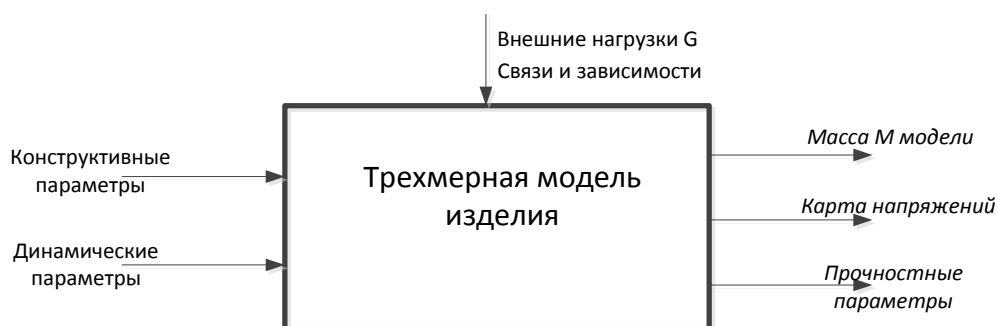 Внешние нагрузки G
Связи и зависимости
Конструктивные
параметры
Динамические
параметры
Трехмерная модель
изделия
Масса М модели
Карта напряжений
Прочностные
параметры